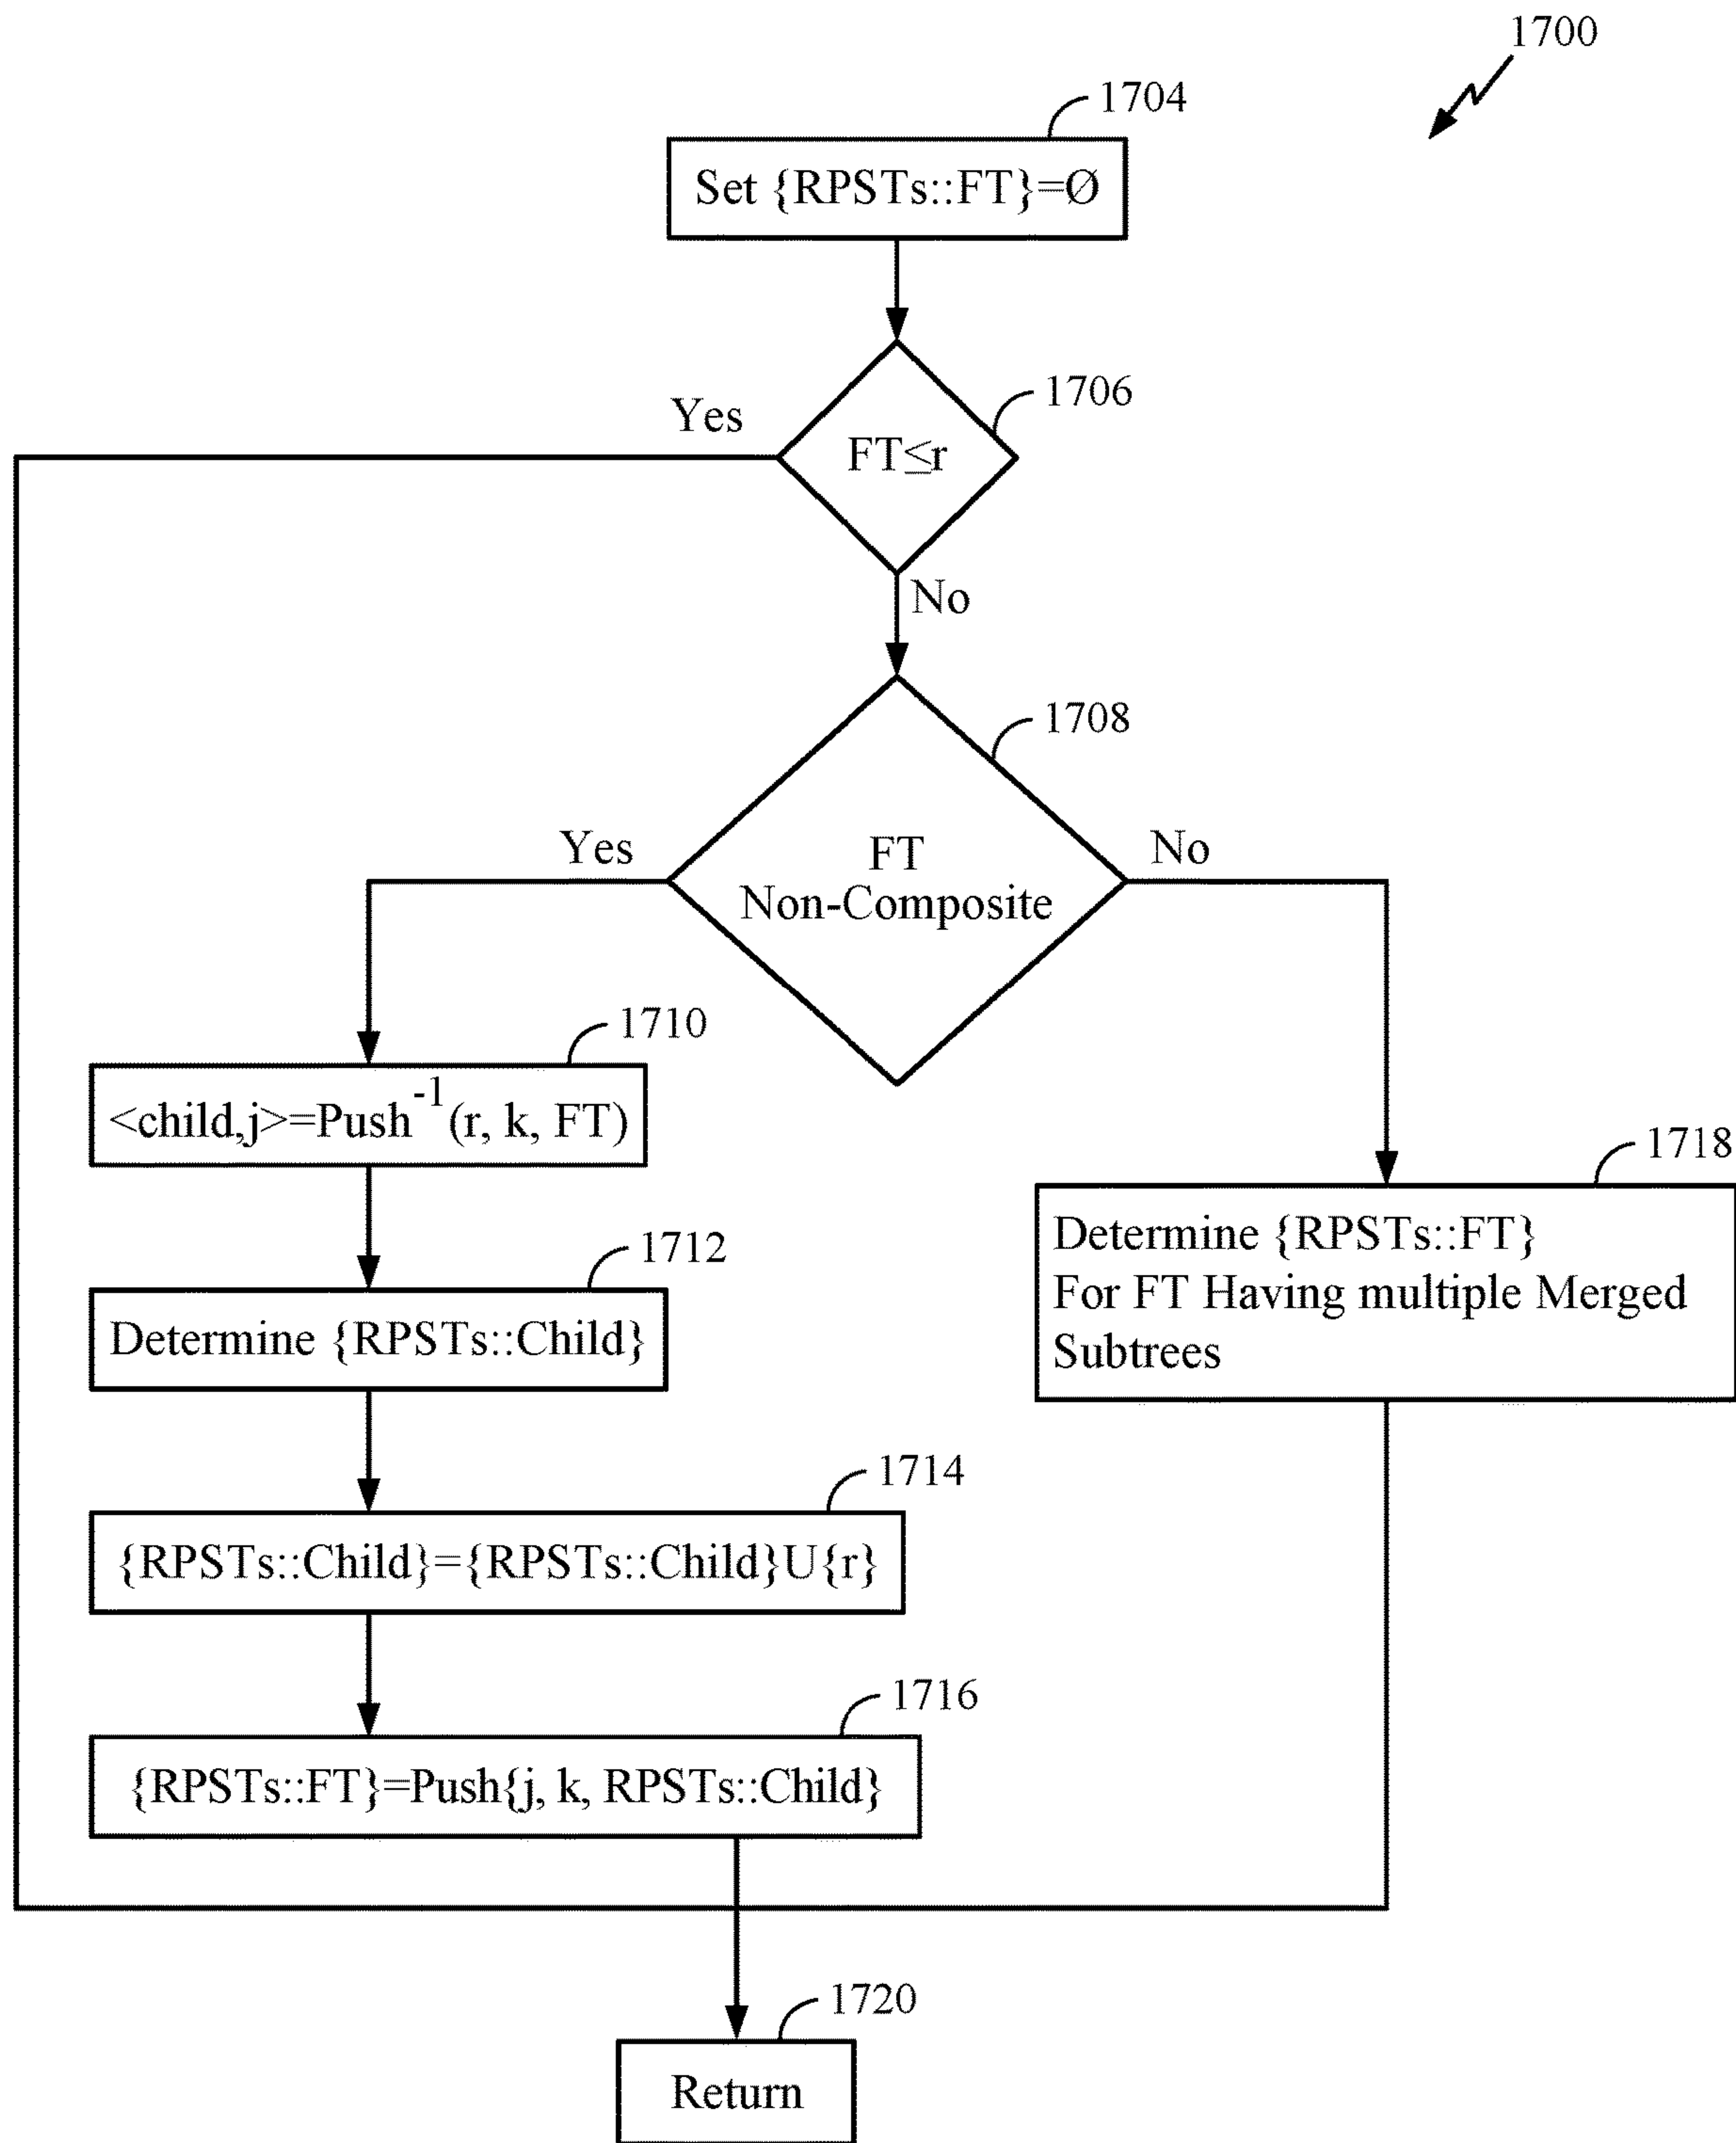 1700
1704
Set {RPSTs::FT}=Ø
1706
Yes
FT≤r
No
1708
Yes
No
FT
Non-Composite
1710
<child,j>=Push⁻¹(r, k, FT)
1718
Determine {RPSTs::FT}
For FT Having multiple Merged
Subtrees
1712
Determine {RPSTs::Child}
1714
{RPSTs::Child}={RPSTs::Child}U{r}
1716
{RPSTs::FT}=Push{j, k, RPSTs::Child}
1720
Return